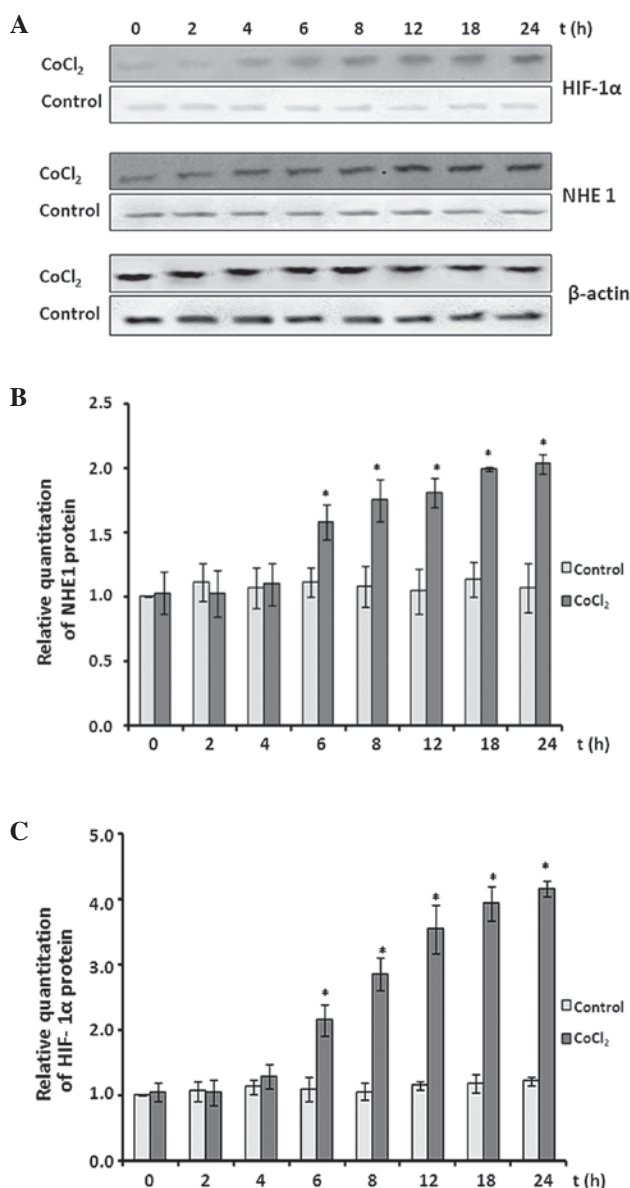 A
0 2 4 6 8 12 18 24 t (h)
CoCl₂
HIF-1α
Control
CoCl₂
NHE 1
Control
CoCl₂
β-actin
Control
B
Relative quantitation
of NHE1 protein
2.5
2.0
1.5
1.0
0.5
0.0
* * * * *
Control
CoCl₂
0 2 4 6 8 12 18 24 t (h)
C
Relative quantitation
of HIF- 1α protein
5.0
4.0
3.0
2.0
1.0
0.0
* * * * *
Control
CoCl₂
0 2 4 6 8 12 18 24 t (h)